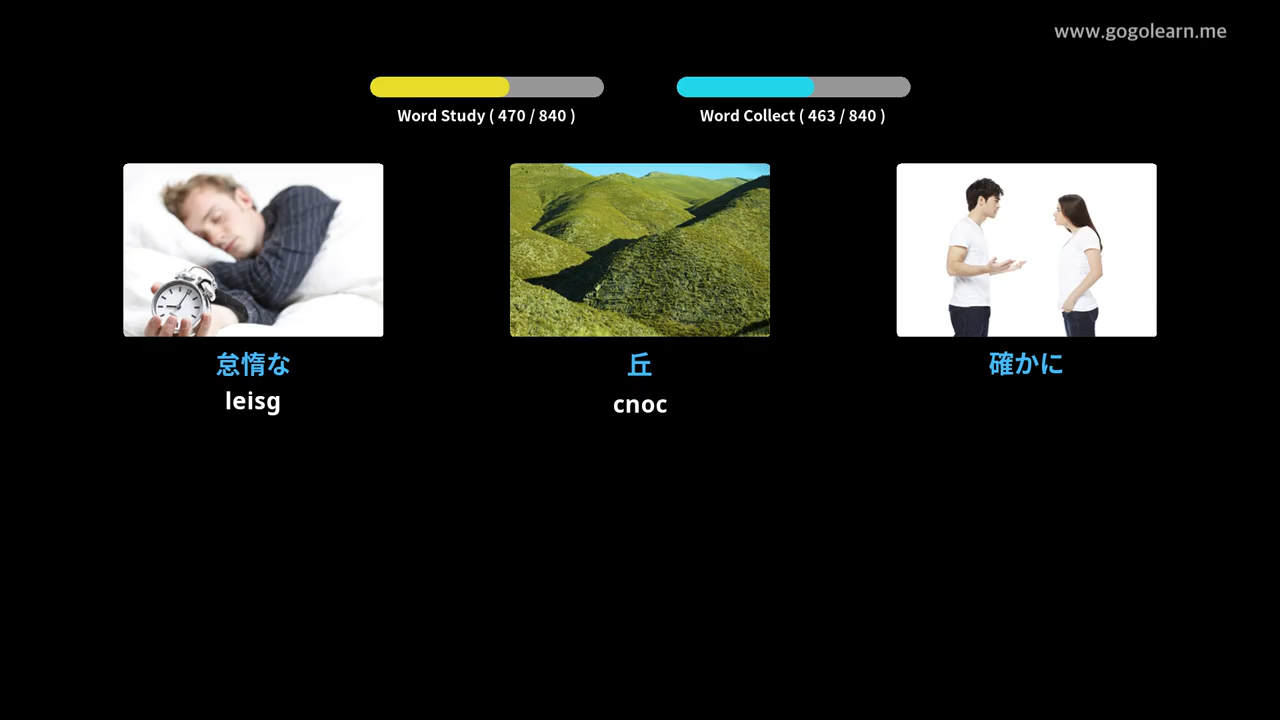 www.gogolearn.me
Word Study ( 470 / 840 )
Word Collect ( 463 / 840 )
怠惰な
leisg
丘
cnoc
確かに